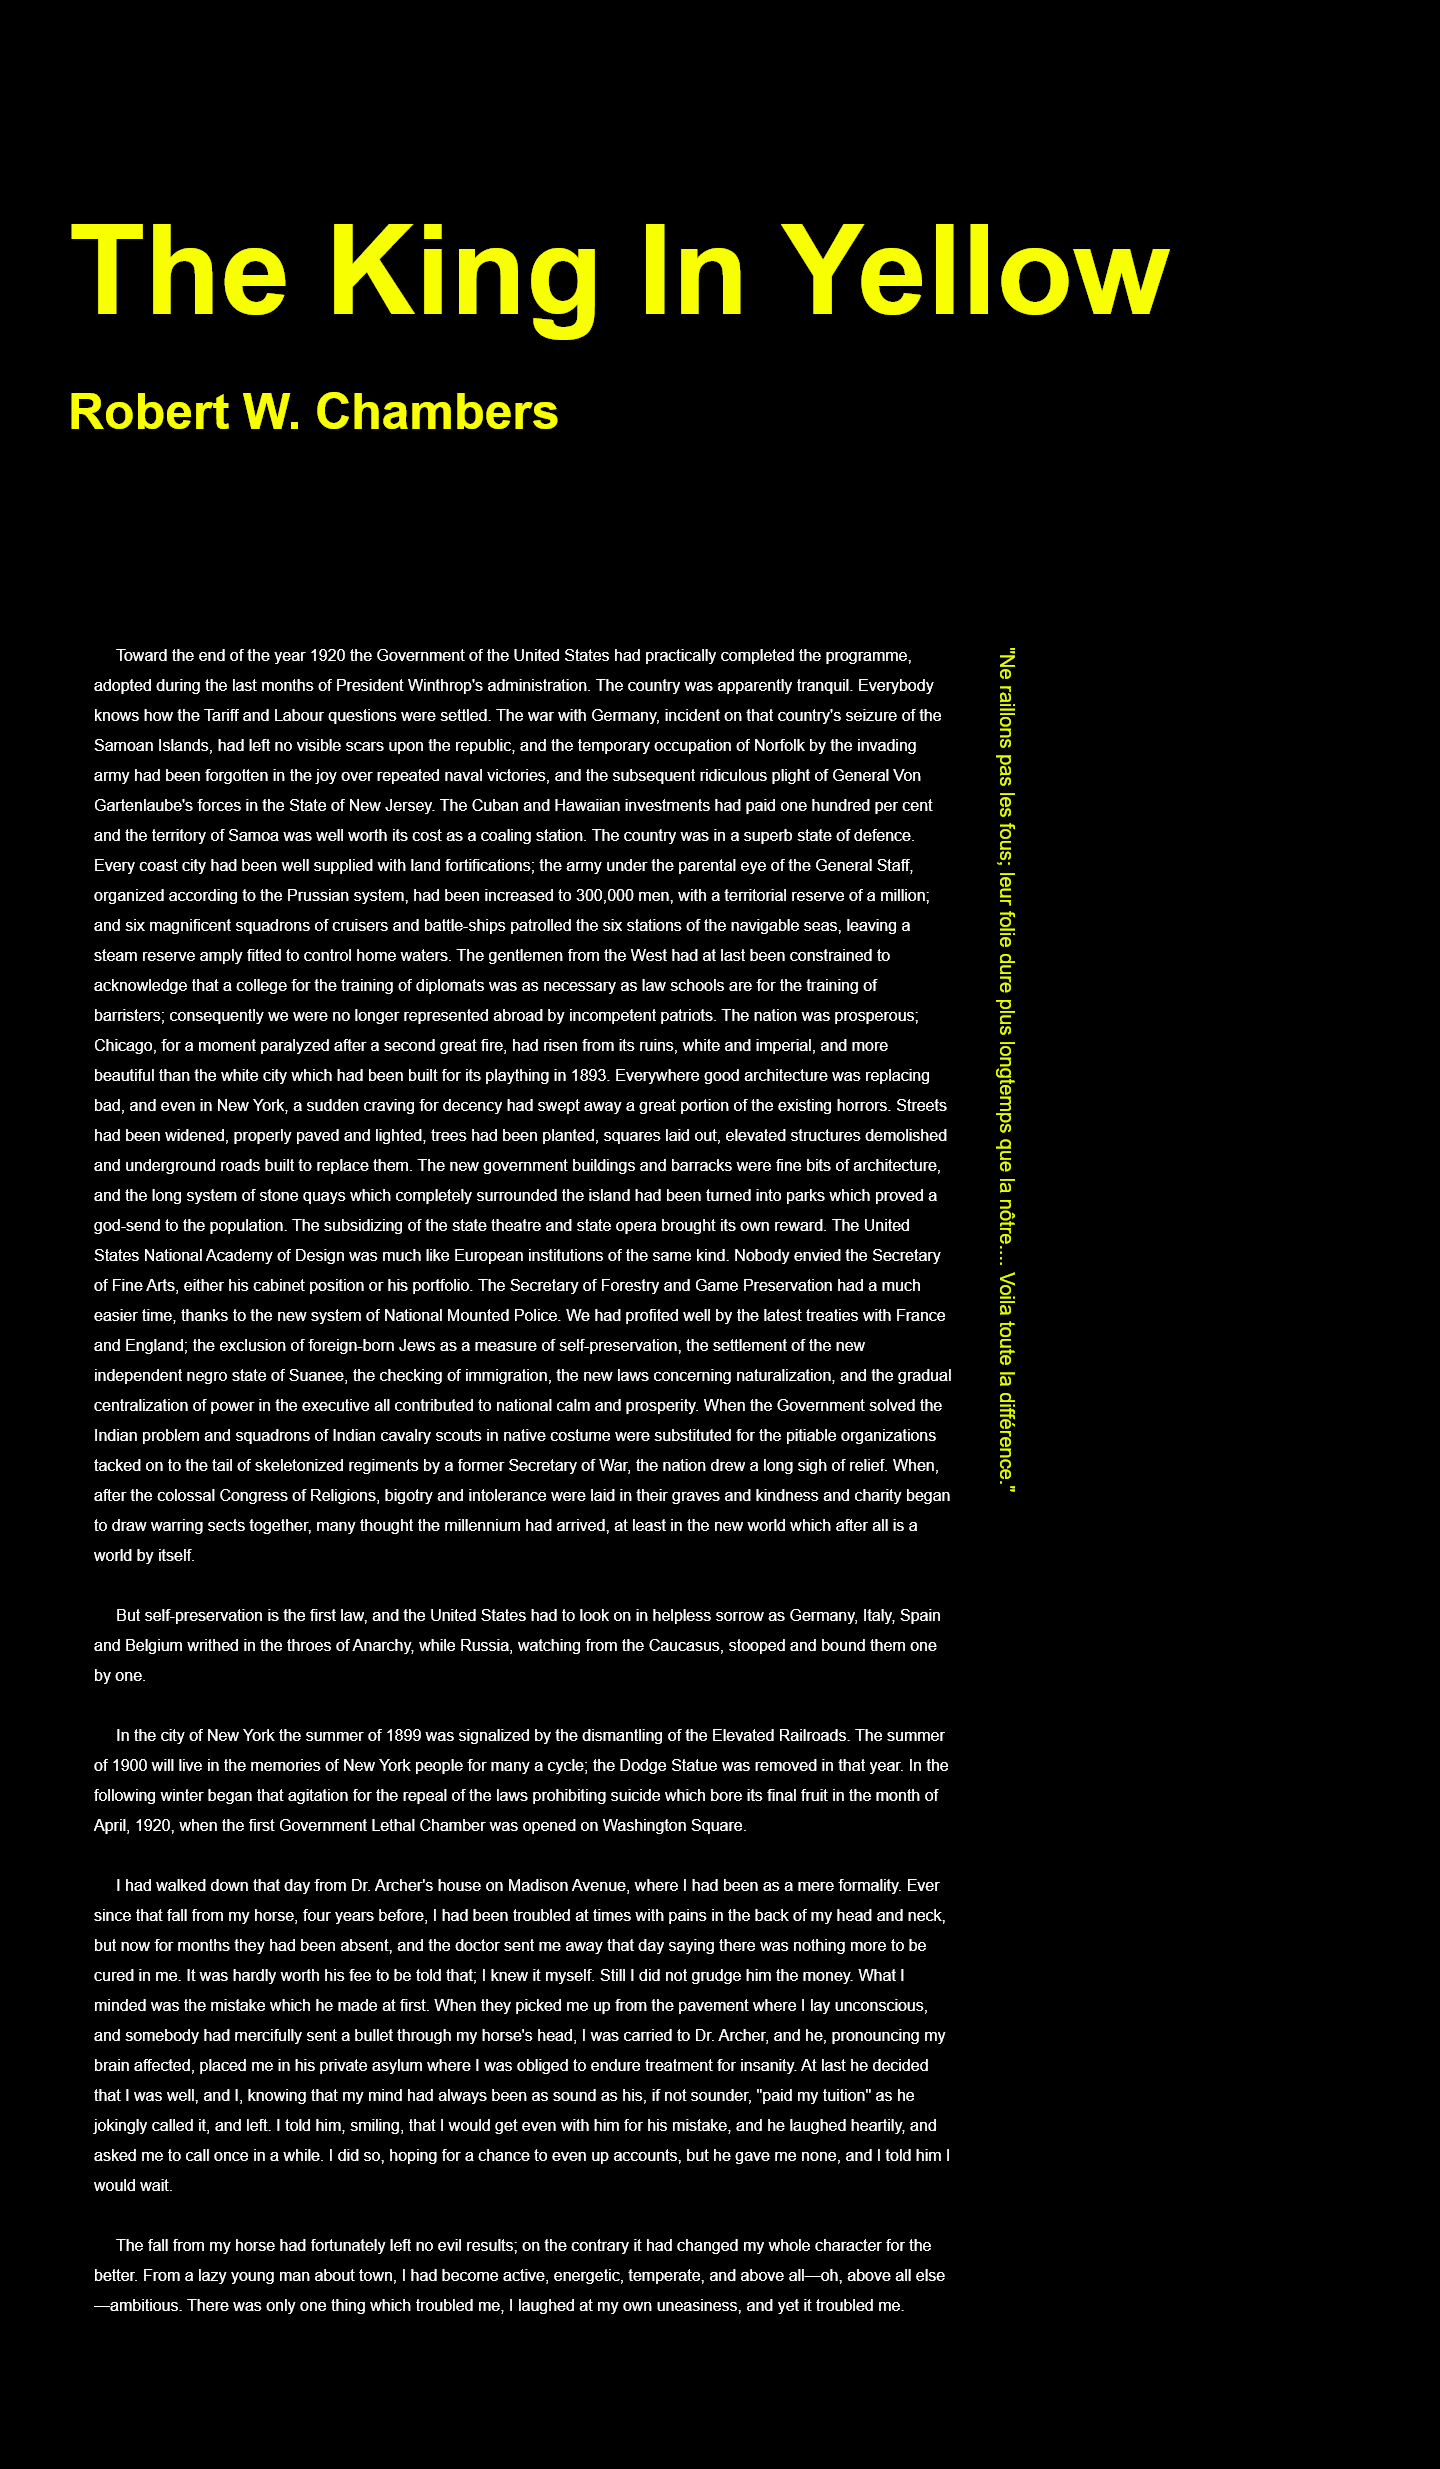 The King In Yellow
Robert W. Chambers
Toward the end of the year 1920 the Government of the United States had practically completed the programme,
adopted during the last months of President Winthrop's administration. The country was apparently tranquil. Everybody
knows how the Tariff and Labour questions were settled. The war with Germany, incident on that country's seizure of the
Samoan Islands, had left no visible scars upon the republic, and the temporary occupation of Norfolk by the invading
army had been forgotten in the joy over repeated naval victories, and the subsequent ridiculous plight of General Von
Gartenlaube's forces in the State of New Jersey. The Cuban and Hawaiian investments had paid one hundred per cent
and the territory of Samoa was well worth its cost as a coaling station. The country was in a superb state of defence.
Every coast city had been well supplied with land fortifications; the army under the parental eye of the General Staff,
organized according to the Prussian system, had been increased to 300,000 men, with a territorial reserve of a million;
and six magnificent squadrons of cruisers and battle-ships patrolled the six stations of the navigable seas, leaving a
steam reserve amply fitted to control home waters. The gentlemen from the West had at last been constrained to
acknowledge that a college for the training of diplomats was as necessary as law schools are for the training of
barristers; consequently we were no longer represented abroad by incompetent patriots. The nation was prosperous;
Chicago, for a moment paralyzed after a second great fire, had risen from its ruins, white and imperial, and more
beautiful than the white city which had been built for its plaything in 1893. Everywhere good architecture was replacing
bad, and even in New York, a sudden craving for decency had swept away a great portion of the existing horrors. Streets
had been widened, properly paved and lighted, trees had been planted, squares laid out, elevated structures demolished
and underground roads built to replace them. The new government buildings and barracks were fine bits of architecture,
and the long system of stone quays which completely surrounded the island had been turned into parks which proved a
god-send to the population. The subsidizing of the state theatre and state opera brought its own reward. The United
States National Academy of Design was much like European institutions of the same kind. Nobody envied the Secretary
of Fine Arts, either his cabinet position or his portfolio. The Secretary of Forestry and Game Preservation had a much
easier time, thanks to the new system of National Mounted Police. We had profited well by the latest treaties with France
and England; the exclusion of foreign-born Jews as a measure of self-preservation, the settlement of the new
independent negro state of Suanee, the checking of immigration, the new laws concerning naturalization, and the gradual
centralization of power in the executive all contributed to national calm and prosperity. When the Government solved the
Indian problem and squadrons of Indian cavalry scouts in native costume were substituted for the pitiable organizations
tacked on to the tail of skeletonized regiments by a former Secretary of War, the nation drew a long sigh of relief. When,
after the colossal Congress of Religions, bigotry and intolerance were laid in their graves and kindness and charity began
to draw warring sects together, many thought the millennium had arrived, at least in the new world which after all is a
world by itself.
But self-preservation is the first law, and the United States had to look on in helpless sorrow as Germany, Italy, Spain
and Belgium writhed in the throes of Anarchy, while Russia, watching from the Caucasus, stooped and bound them one
by one.
In the city of New York the summer of 1899 was signalized by the dismantling of the Elevated Railroads. The summer
of 1900 will live in the memories of New York people for many a cycle; the Dodge Statue was removed in that year. In the
following winter began that agitation for the repeal of the laws prohibiting suicide which bore its final fruit in the month of
April, 1920, when the first Government Lethal Chamber was opened on Washington Square.
I had walked down that day from Dr. Archer's house on Madison Avenue, where I had been as a mere formality. Ever
since that fall from my horse, four years before, I had been troubled at times with pains in the back of my head and neck,
but now for months they had been absent, and the doctor sent me away that day saying there was nothing more to be
cured in me. It was hardly worth his fee to be told that; I knew it myself. Still I did not grudge him the money. What I
minded was the mistake which he made at first. When they picked me up from the pavement where I lay unconscious,
and somebody had mercifully sent a bullet through my horse's head, I was carried to Dr. Archer, and he, pronouncing my
brain affected, placed me in his private asylum where I was obliged to endure treatment for insanity. At last he decided
that I was well, and I, knowing that my mind had always been as sound as his, if not sounder, "paid my tuition" as he
jokingly called it, and left. I told him, smiling, that I would get even with him for his mistake, and he laughed heartily, and
asked me to call once in a while. I did so, hoping for a chance to even up accounts, but he gave me none, and I told him I
would wait.
The fall from my horse had fortunately left no evil results; on the contrary it had changed my whole character for the
better. From a lazy young man about town, I had become active, energetic, temperate, and above all—oh, above all else
—ambitious. There was only one thing which troubled me, I laughed at my own uneasiness, and yet it troubled me.
"Ne raillons pas les fous; leur folie dure plus longtemps que la nôtre.... Voila toute la différence."